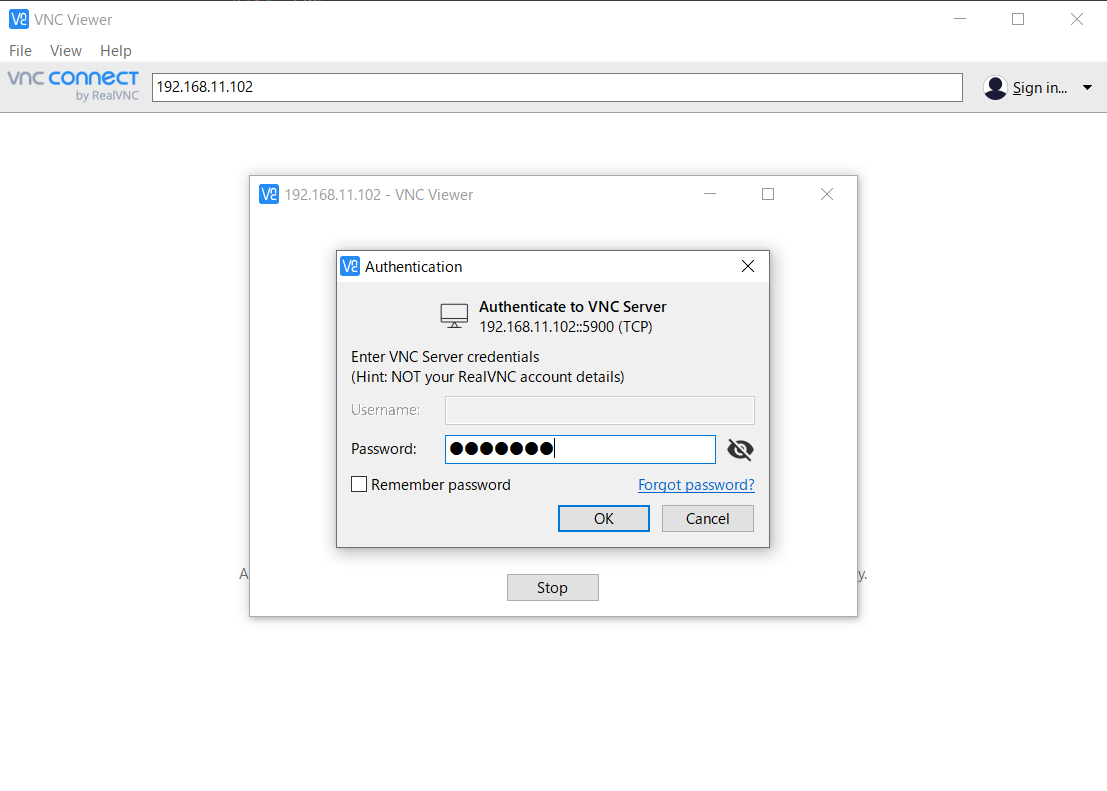 VNC Viewer
File View Help
vnc connect
by RealVNC
192.168.11.102
Sign in...
192.168.11.102 - VNC Viewer
Authentication
Authenticate to VNC Server
192.168.11.102::5900 (TCP)
Enter VNC Server credentials
(Hint: NOT your RealVNC account details)
Username:
Password:
Remember password
Forgot password?
OK Cancel
A
y.
Stop